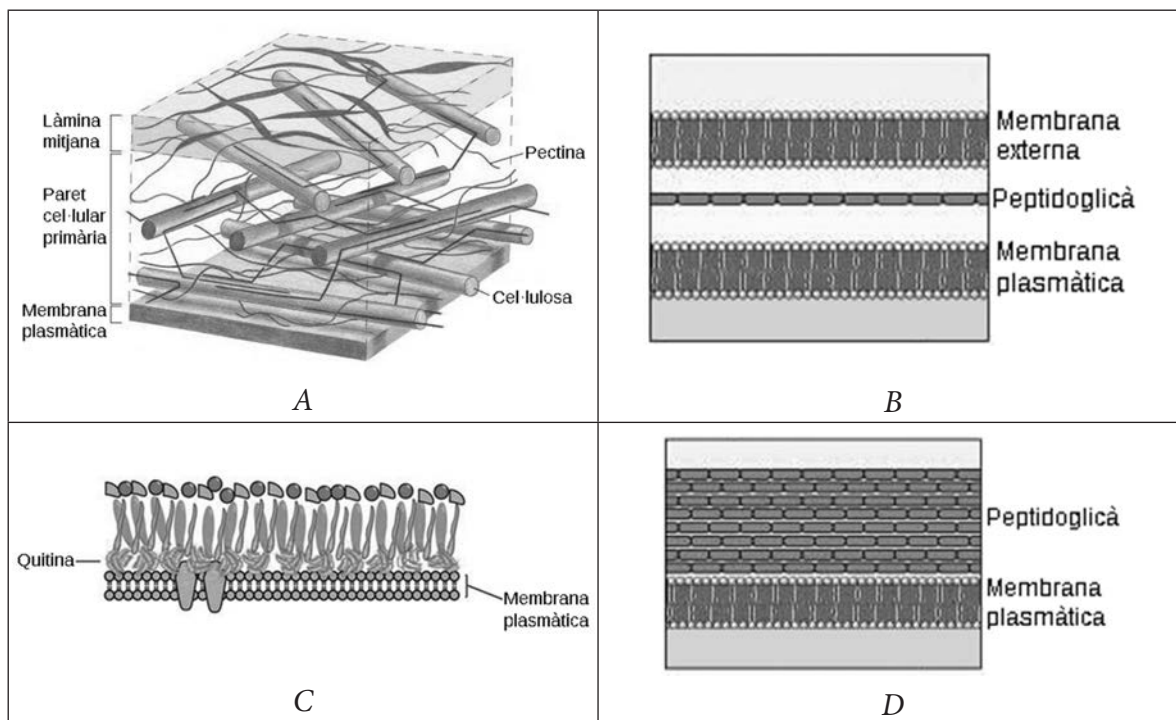 Làmina
mitjana
Paret
cel·lular
primària
Membrana
plasmàtica
Pectina
Cel·lulosa
A
Membrana
externa
Peptidoglicà
Membrana
plasmàtica
B
Quitina
Membrana
plasmàtica
C
Peptidoglicà
Membrana
plasmàtica
D